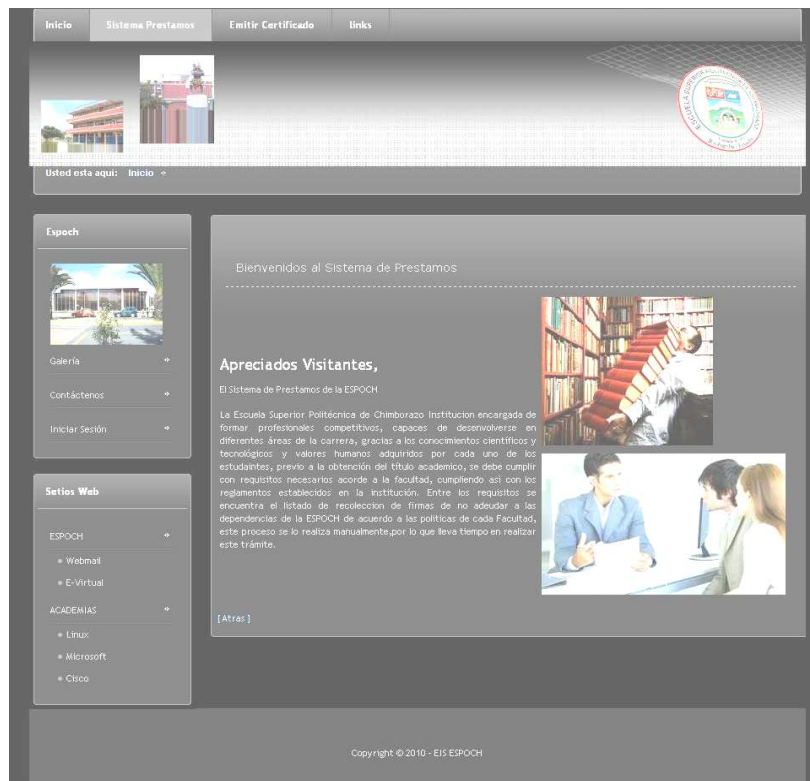 Inicio Sistema Prestamos Emitir Certificado links
Usted esta aquí: Inicio
Espoch
Galería
Contáctenos
Iniciar Sesión
Setios Web
ESPOCH
Webmail
E-Virtual
ACADEMIAS
Linux
Microsoft
Cisco
Bienvenidos al Sistema de Prestamos
Apreciados Visitantes,
El Sistema de Prestamos de la ESPOCH
La Escuela Superior Politécnica de Chimborazo Institucion encargada de
formar profesionales competitivos, capaces de desenvolverse en
diferentes áreas de la carrera, gracias a los conocimientos científicos y
tecnológicos y valores humanos adquiridos por cada uno de los
estudaintes, previo a la obtención del título academico, se debe cumplir
con requisitos necesarios acorde a la facultad, cumpliendo asi con los
reglamentos establecidos en la institución. Entre los requisitos se
encuentra el listado de recoleccion de firmas de no adeudar a las
dependencias de la ESPOCH de acuerdo a las politicas de cada Facultad,
este proceso se lo realiza manualmente,por lo que lleva tiempo en realizar
este trámite.
[ Atras ]
Copyright © 2010 - EIS ESPOCH